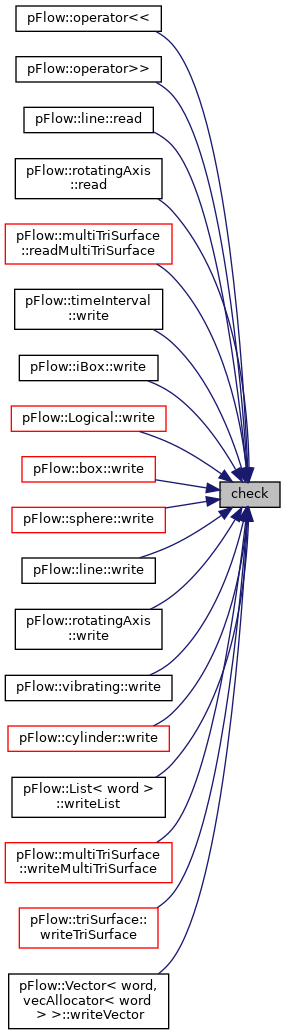 pFlow::operator<<
pFlow::operator>>
pFlow::line::read
pFlow::rotatingAxis
::read
pFlow::multiTriSurface
::readMultiTriSurface
pFlow::timeInterval
::write
pFlow::iBox::write
pFlow::Logical::write
pFlow::box::write
check
pFlow::sphere::write
pFlow::line::write
pFlow::rotatingAxis
::write
pFlow::vibrating::write
pFlow::cylinder::write
pFlow::List< word >
::writeList
pFlow::multiTriSurface
::writeMultiTriSurface
pFlow::triSurface::
writeTriSurface
pFlow::Vector< word,
vecAllocator< word
> >::writeVector